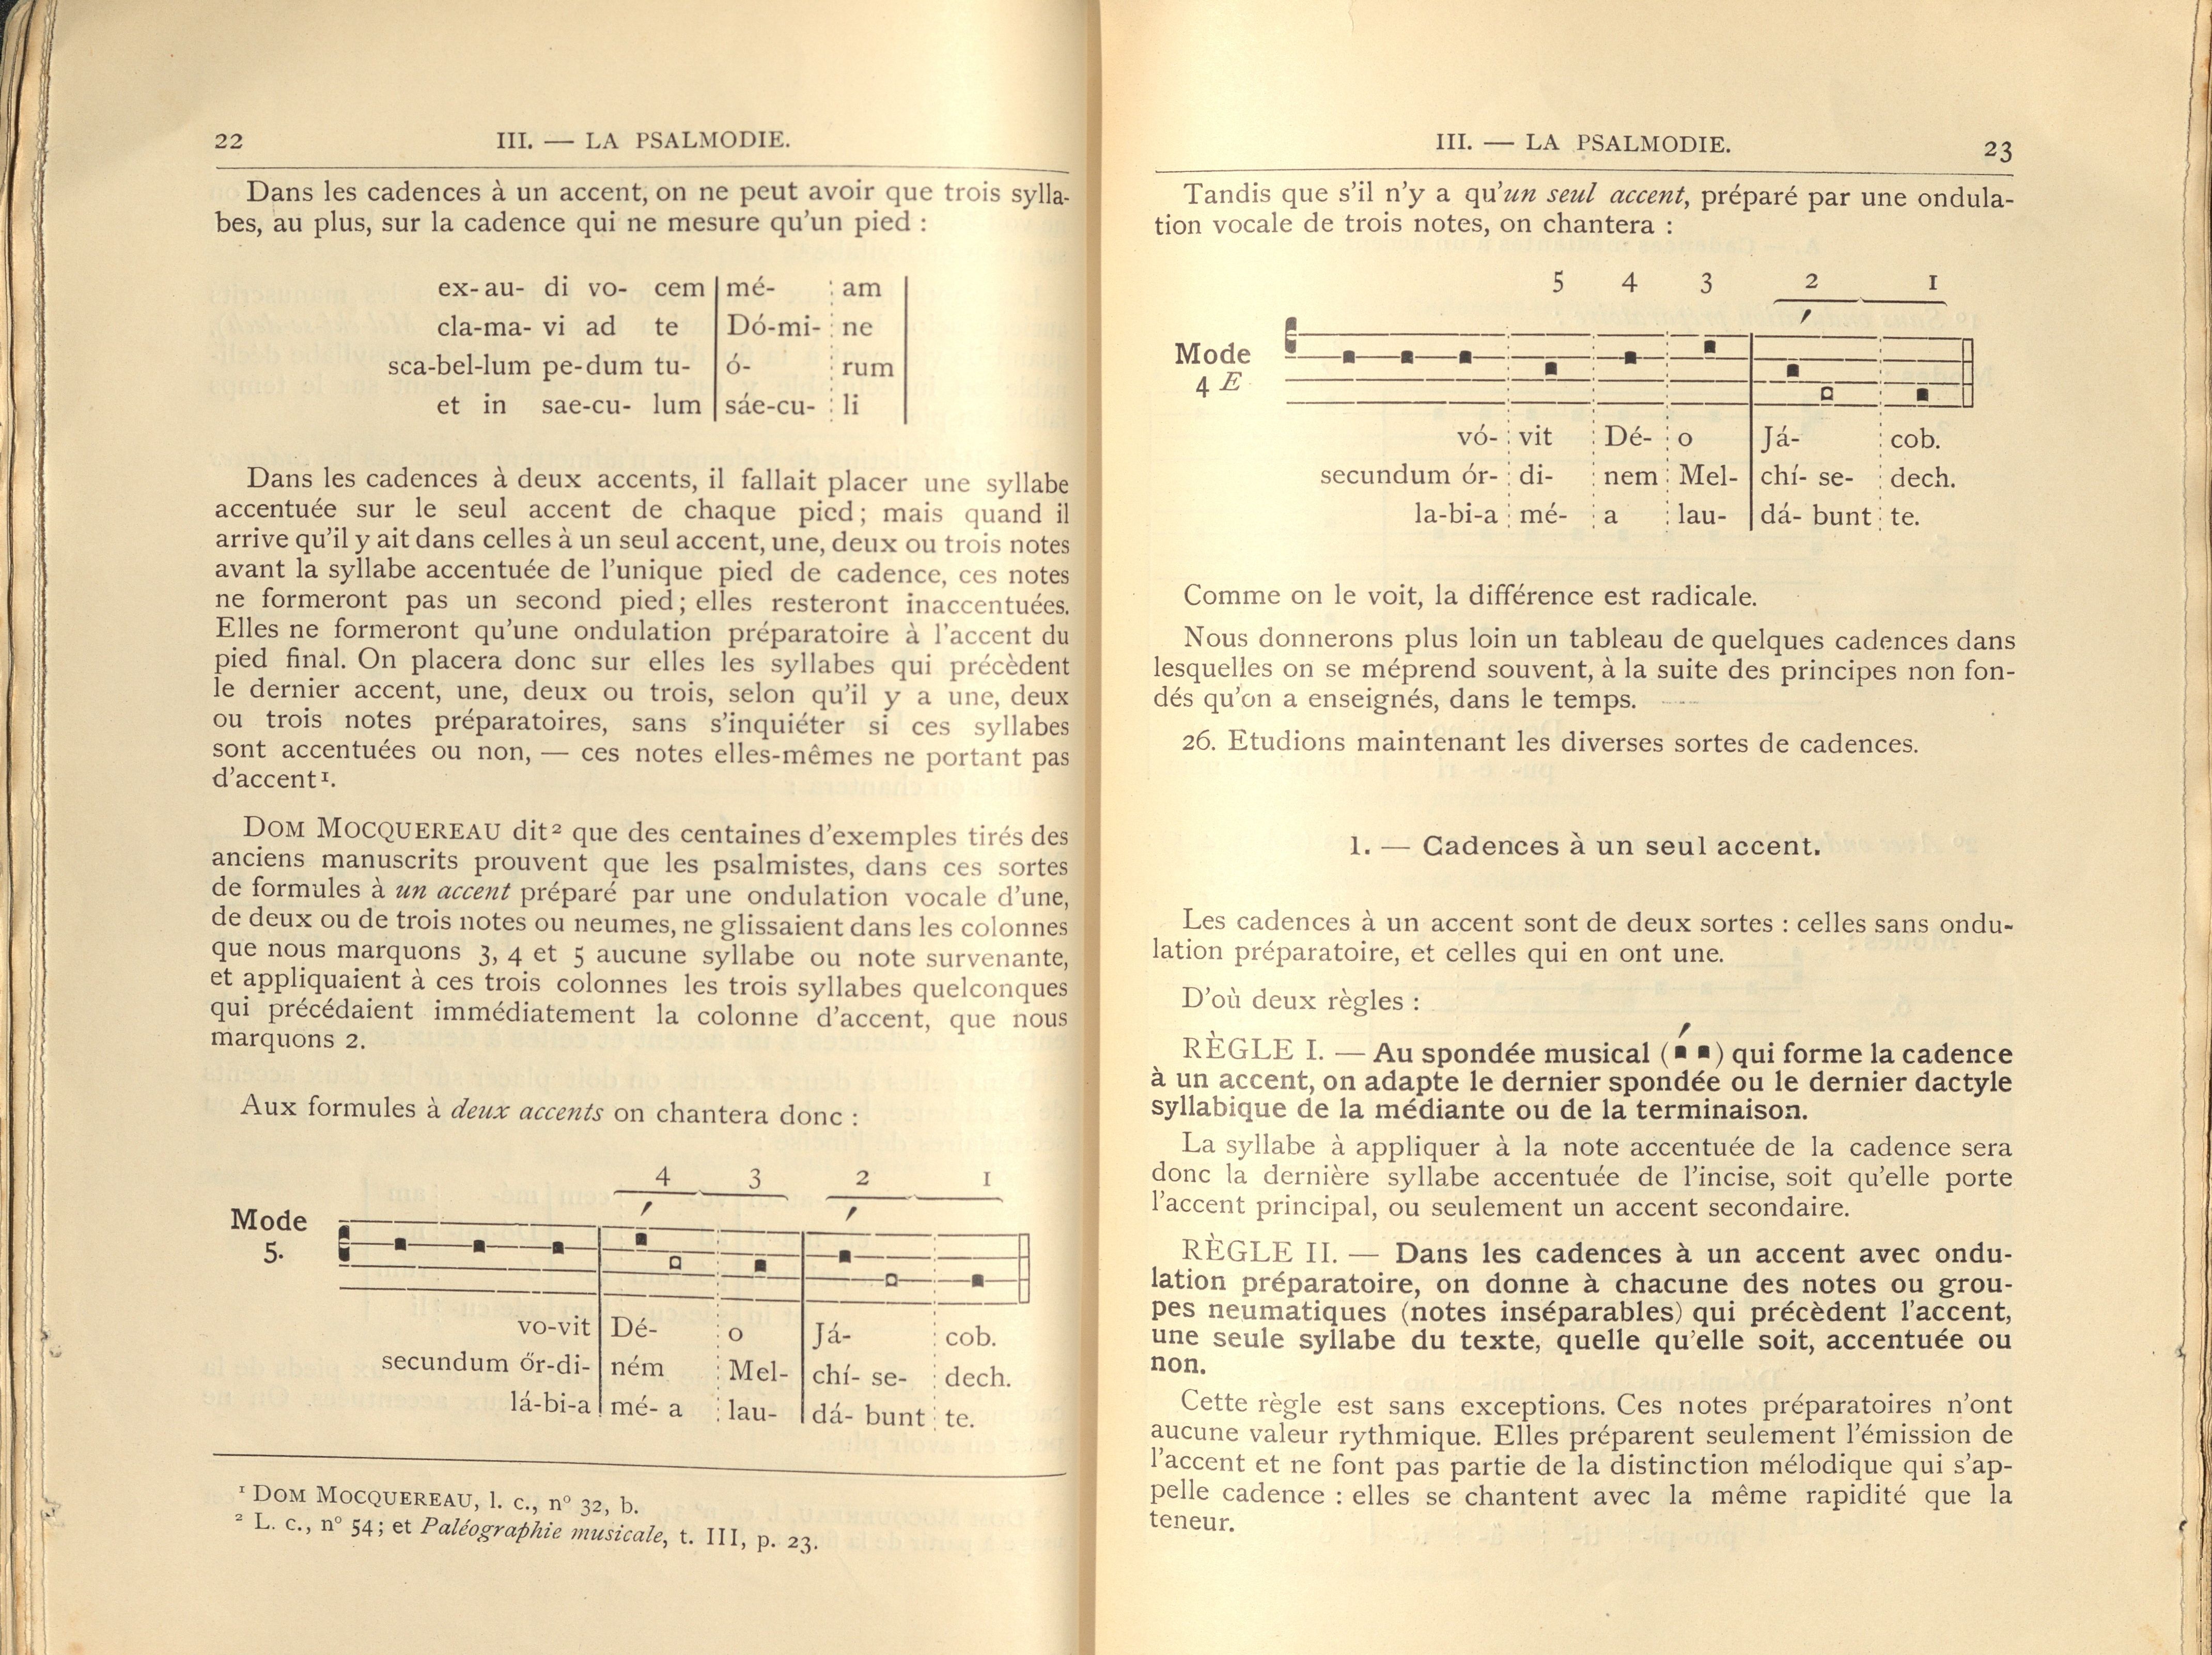 22 III. — LA PSALMODIE.
Dans les cadences à un accent, on ne peut avoir que trois sylla-
bes, au plus, sur la cadence qui ne mesure qu'un pied :
ex- au- di vo- cem mé- am
cla-ma- vi ad te Dó-mi- ne
sca-bel-lum pe-dum tu- ó- rum
et in sae-cu- lum sáe-cu- li
Dans les cadences à deux accents, il fallait placer une syllabe
accentuée sur le seul accent de chaque pied; mais quand il
arrive qu'il y ait dans celles à un seul accent, une, deux ou trois notes
avant la syllabe accentuée de l'unique pied de cadence, ces notes
ne formeront pas un second pied; elles resteront inaccentuées.
Elles ne formeront qu'une ondulation préparatoire à l'accent du
pied final. On placera donc sur elles les syllabes qui précèdent
le dernier accent, une, deux ou trois, selon qu'il y a une, deux
ou trois notes préparatoires, sans s'inquiéter si ces syllabes
sont accentuées ou non, — ces notes elles-mêmes ne portant pas
d'accent¹.
DOM MOCQUEREAU dit² que des centaines d'exemples tirés des
anciens manuscrits prouvent que les psalmistes, dans ces sortes
de formules à un accent préparé par une ondulation vocale d'une,
de deux ou de trois notes ou neumes, ne glissaient dans les colonnes
que nous marquons 3, 4 et 5 aucune syllabe ou note survenante,
et appliquaient à ces trois colonnes les trois syllabes quelconques
qui précédaient immédiatement la colonne d'accent, que nous
marquons 2.
Aux formules à deux accents on chantera donc :
4 3 2 1
Mode
5.
vo-vit Dé- o Já- cob.
secundum őr-di- ném Mel- chí- se- dech.
lá-bi-a mé- a lau- dá- bunt te.
¹ DOM MOCQUEREAU, l. c., nº 32, b.
² L. c., nº 54; et Paléographie musicale, t. III, p. 23.
III. — LA PSALMODIE. 23
Tandis que s'il n'y a qu'un seul accent, préparé par une ondula-
tion vocale de trois notes, on chantera :
5 4 3 2 1
Mode
4 E
vó- vit Dé- o Já- cob.
secundum ór- di- nem Mel- chí- se- dech.
la-bi-a mé- a lau- dá- bunt te.
Comme on le voit, la différence est radicale.
Nous donnerons plus loin un tableau de quelques cadences dans
lesquelles on se méprend souvent, à la suite des principes non fon-
dés qu'on a enseignés, dans le temps.
26. Etudions maintenant les diverses sortes de cadences.
1. — Cadences à un seul accent.
Les cadences à un accent sont de deux sortes : celles sans ondu-
lation préparatoire, et celles qui en ont une.
D'où deux règles :
RÈGLE I. — Au spondée musical ( ) qui forme la cadence
à un accent, on adapte le dernier spondée ou le dernier dactyle
syllabique de la médiante ou de la terminaison.
La syllabe à appliquer à la note accentuée de la cadence sera
donc la dernière syllabe accentuée de l'incise, soit qu'elle porte
l'accent principal, ou seulement un accent secondaire.
RÈGLE II. — Dans les cadences à un accent avec ondu-
lation préparatoire, on donne à chacune des notes ou grou-
pes neumatiques (notes inséparables) qui précèdent l'accent,
une seule syllabe du texte, quelle qu'elle soit, accentuée ou
non.
Cette règle est sans exceptions. Ces notes préparatoires n'ont
aucune valeur rythmique. Elles préparent seulement l'émission de
l'accent et ne font pas partie de la distinction mélodique qui s'ap-
pelle cadence : elles se chantent avec la même rapidité que la
teneur.